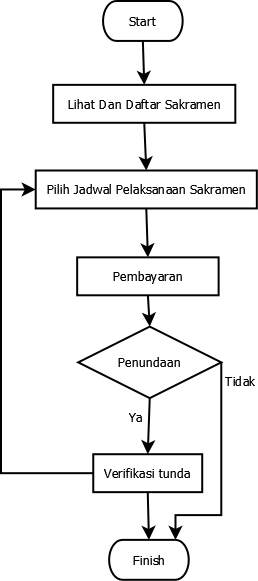 Start
Lihat Dan Daftar Sakramen
Pilih Jadwal Pelaksanaan Sakramen
Pembayaran
Penundaan
Tidak
Ya
Verifikasi tunda
Finish